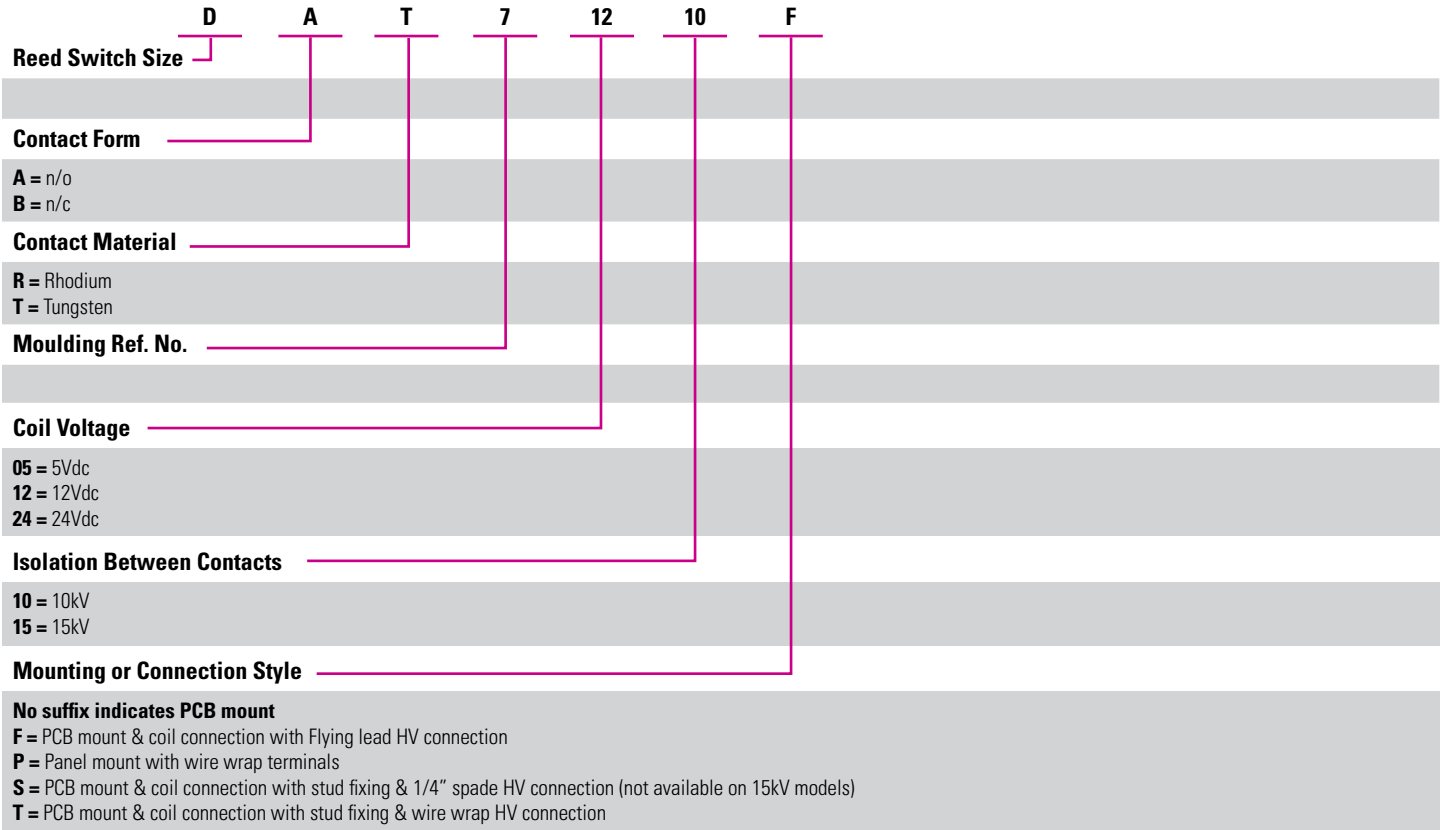 D A T 7 12 10 F
Reed Switch Size
Contact Form
A = n/o
B = n/c
Contact Material
R = Rhodium
T = Tungsten
Moulding Ref. No.
Coil Voltage
05 = 5Vdc
12 = 12Vdc
24 = 24Vdc
Isolation Between Contacts
10 = 10kV
15 = 15kV
Mounting or Connection Style
No suffix indicates PCB mount
F = PCB mount & coil connection with Flying lead HV connection
P = Panel mount with wire wrap terminals
S = PCB mount & coil connection with stud fixing & 1/4” spade HV connection (not available on 15kV models)
T = PCB mount & coil connection with stud fixing & wire wrap HV connection